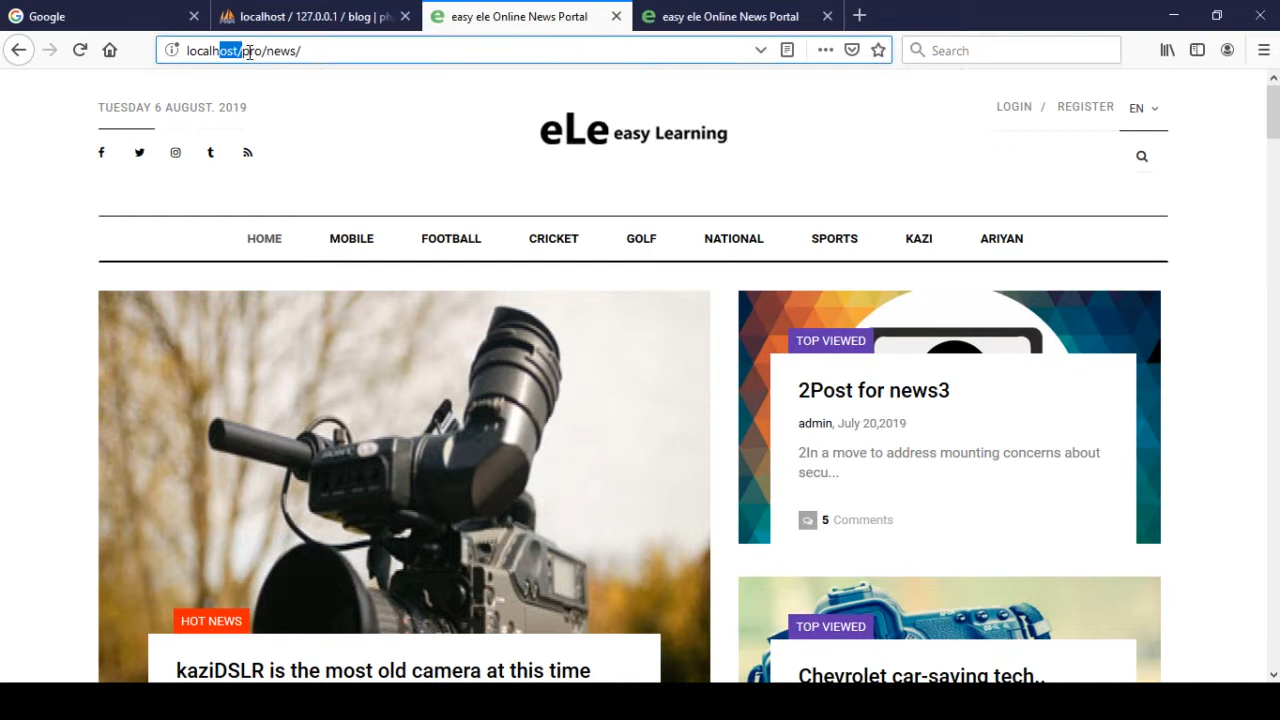 Google
localhost / 127.0.0.1 / blog | ph
easy ele Online News Portal
easy ele Online News Portal
localhost/pro/news/
Search
TUESDAY 6 AUGUST. 2019
eLe easy Learning
LOGIN / REGISTER EN
HOME MOBILE FOOTBALL CRICKET GOLF NATIONAL SPORTS KAZI ARIYAN
HOT NEWS
kaziDSLR is the most old camera at this time
TOP VIEWED
2Post for news3
admin, July 20,2019
2In a move to address mounting concerns about
secu...
5 Comments
TOP VIEWED
Chevrolet car-saving tech..